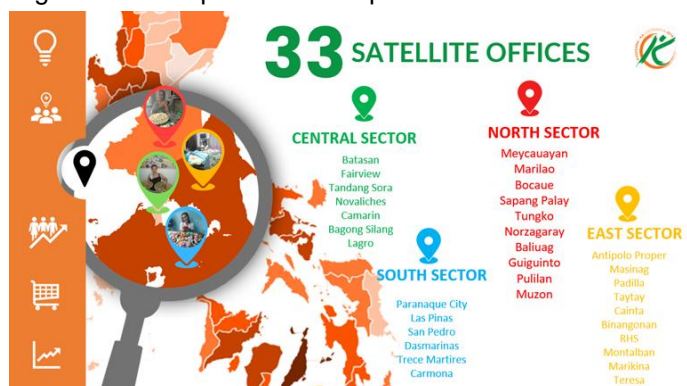 33 SATELLITE OFFICES
CENTRAL SECTOR
Batasan
Fairview
Tandang Sora
Novaliches
Camarin
Bagong Silang
Lagro
SOUTH SECTOR
Paranaque City
Las Pinas
San Pedro
Dasmarinas
Trece Martires
Carmona
NORTH SECTOR
Meycauayan
Marilao
Bocaue
Sapang Palay
Tungko
Norzagaray
Baliuag
Guiguinto
Pulilan
Muzon
EAST SECTOR
Antipolo Proper
Masinag
Padilla
Taytay
Cainta
Binangonan
RHS
Montalban
Marikina
Teresa